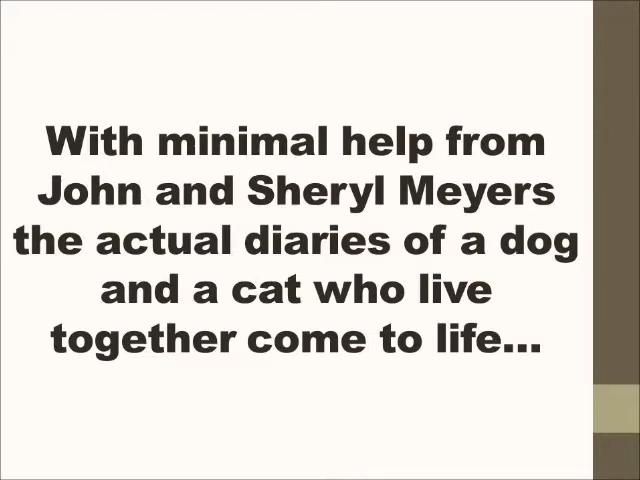 With minimal help from
John and Sheryl Meyers
the actual diaries of a dog
and a cat who live
together come to life...